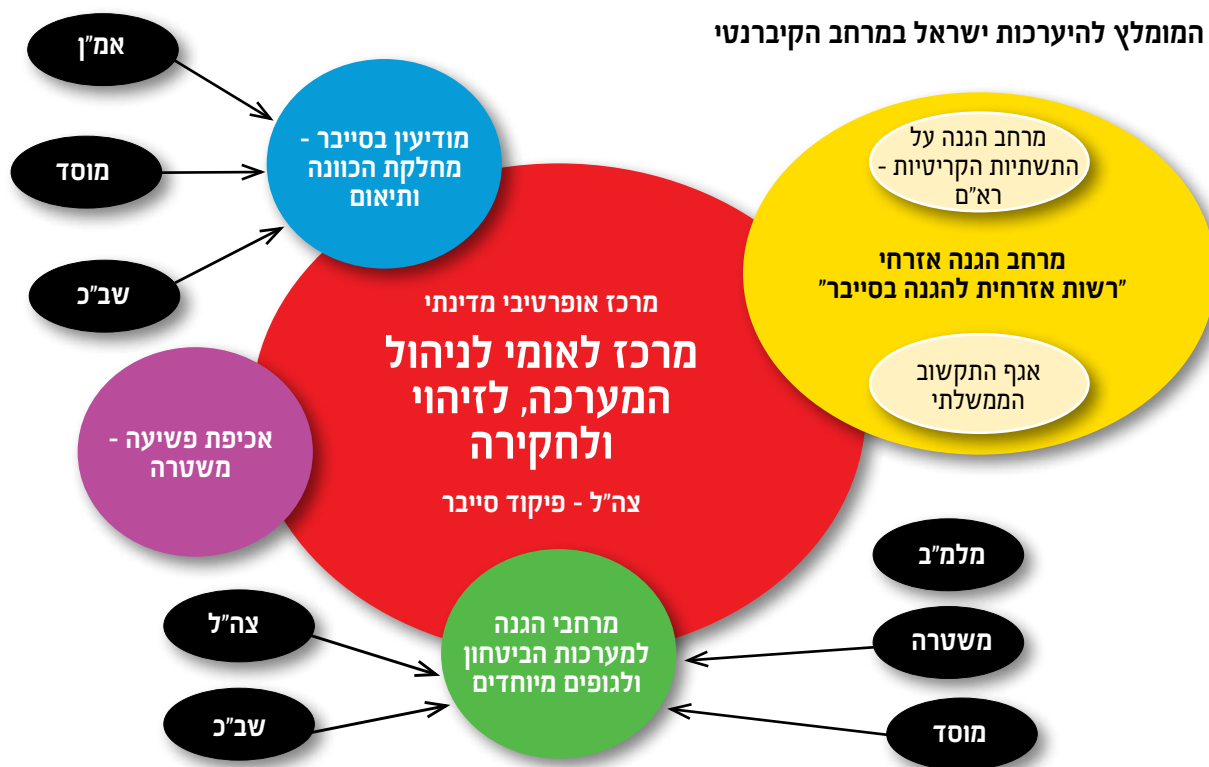 המומלץ להיערכות ישראל במרחב הקיברנטי
אמ"ן
מוסד
שב"כ
מודיעין בסייבר -
מחלקת הכוונה
ותיאום
מרחב הגנה על
התשתיות הקריטיות -
רא"ם
מרחב הגנה אזרחי
"רשות אזרחית להגנה בסייבר"
אגף התקשוב
הממשלתי
מרכז אופרטיבי מדינתי
מרכז לאומי לניהול
המערכה, לזיהוי
ולחקירה
צה"ל - פיקוד סייבר
אכיפת פשיעה -
משטרה
מרחבי הגנה
למערכות הביטחון
ולגופים מיוחדים
מלמ"ב
משטרה
מוסד
צה"ל
שב"כ